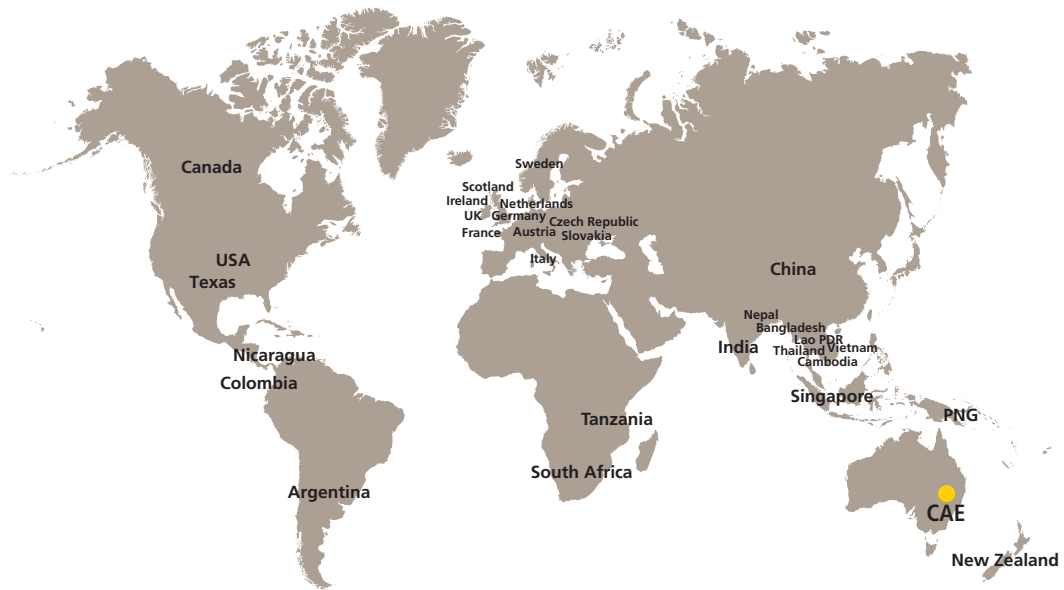 Canada
USA
Texas
Nicaragua
Colombia
Argentina
Sweden
Scotland
Ireland
Netherlands
UK
Germany
Czech Republic
France
Austria
Slovakia
Italy
Tanzania
South Africa
China
Nepal
Bangladesh
India
Lao PDR
Thailand
Vietnam
Cambodia
Singapore
PNG
CAE
New Zealand